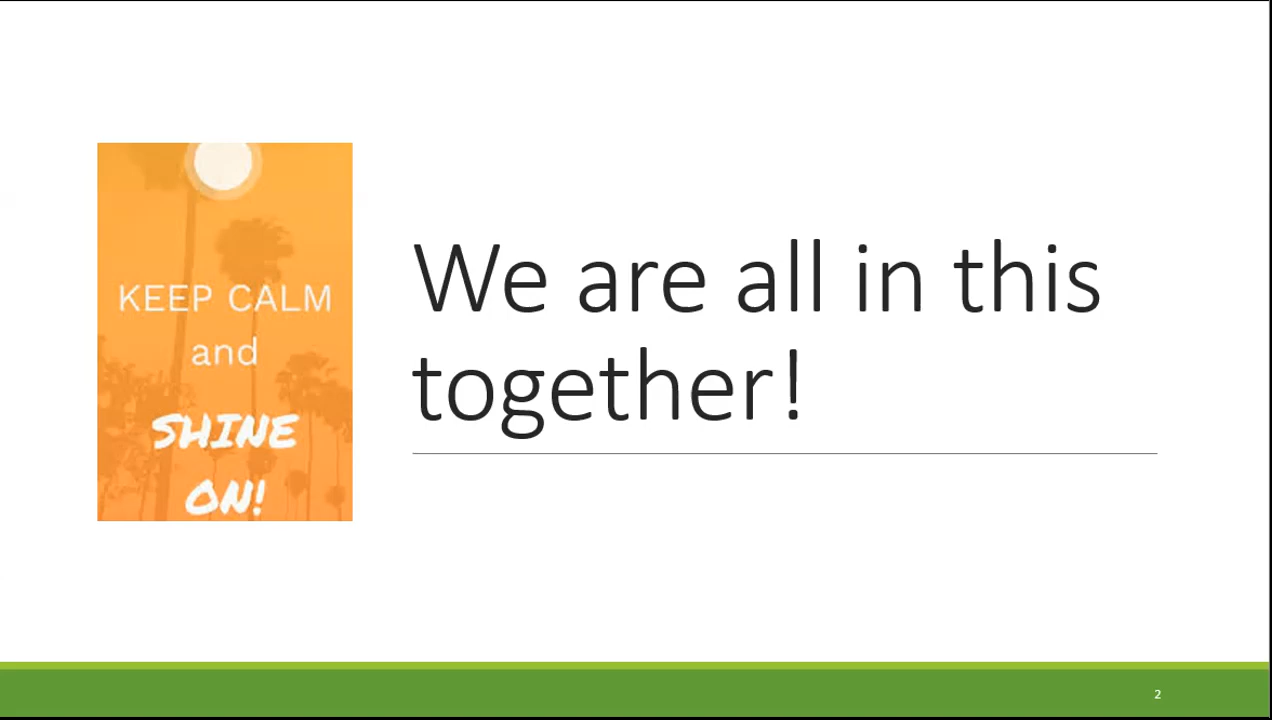 KEEP CALM
and
SHINE
ON!
We are all in this
together!
2